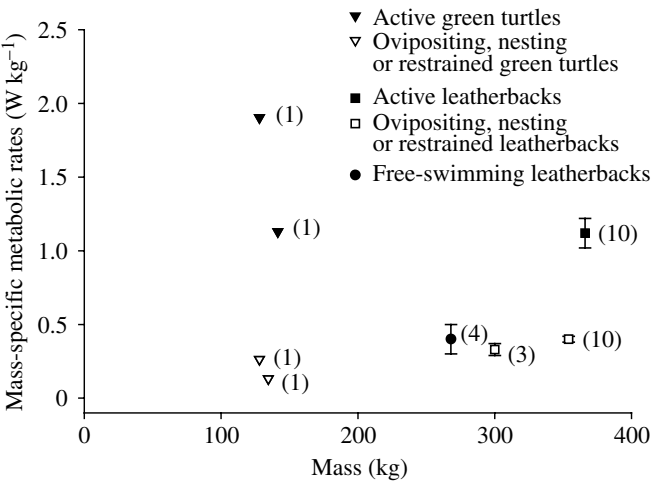 Mass-specific metabolic rates (W kg⁻¹)
2.5
2.0
1.5
1.0
0.5
0
Active green turtles
Ovipositing, nesting
or restrained green turtles
Active leatherbacks
Ovipositing, nesting
or restrained leatherbacks
Free-swimming leatherbacks
(1)
(1)
(10)
(4)
(3)
(10)
(1)
(1)
0
100
200
300
400
Mass (kg)